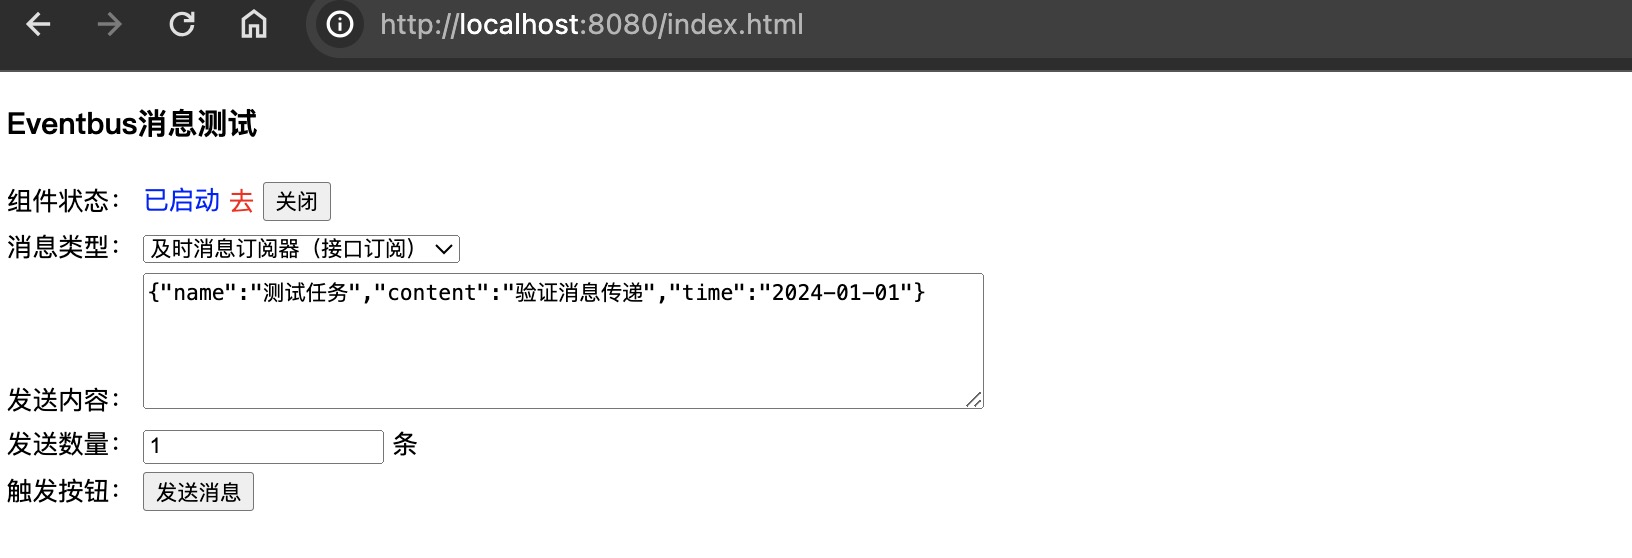 http://localhost:8080/index.html
Eventbus消息测试
组件状态： 已启动 去 关闭
消息类型： 及时消息订阅器（接口订阅）
{"name":"测试任务","content":"验证消息传递","time":"2024-01-01"}
发送内容：
发送数量： 1 条
触发按钮： 发送消息